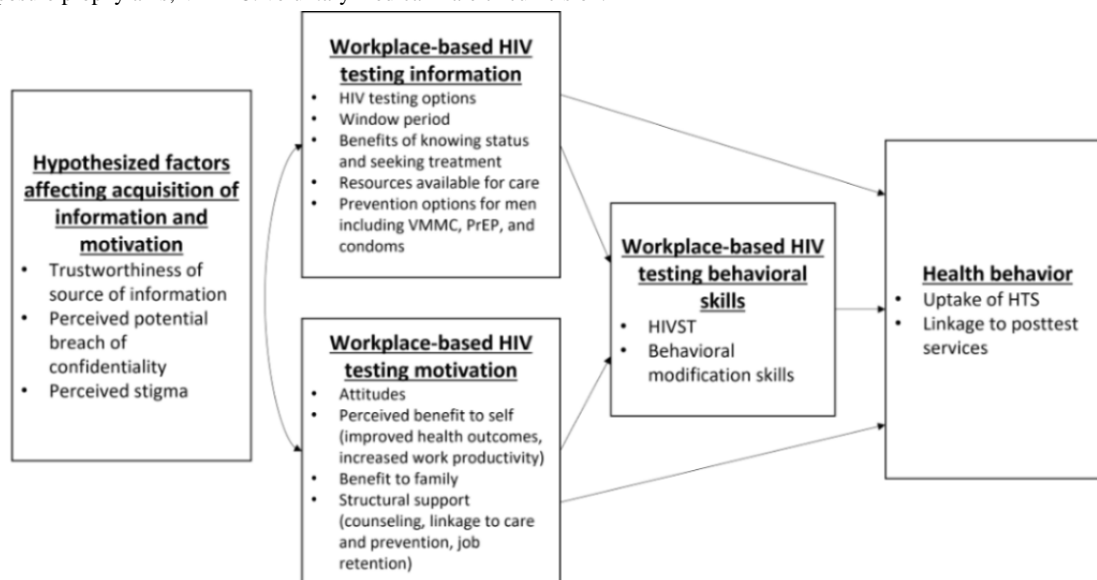 Hypothesized factors
affecting acquisition of
information and
motivation
• Trustworthiness of
source of information
• Perceived potential
breach of
confidentiality
• Perceived stigma
Workplace-based HIV
testing information
• HIV testing options
• Window period
• Benefits of knowing status
and seeking treatment
• Resources available for care
• Prevention options for men
including VMMC, PrEP, and
condoms
Workplace-based HIV
testing motivation
• Attitudes
• Perceived benefit to self
(improved health outcomes,
increased work productivity)
• Benefit to family
• Structural support
(counseling, linkage to care
and prevention, job
retention)
Workplace-based HIV
testing behavioral
skills
• HIVST
• Behavioral
modification skills
Health behavior
• Uptake of HTS
• Linkage to posttest
services